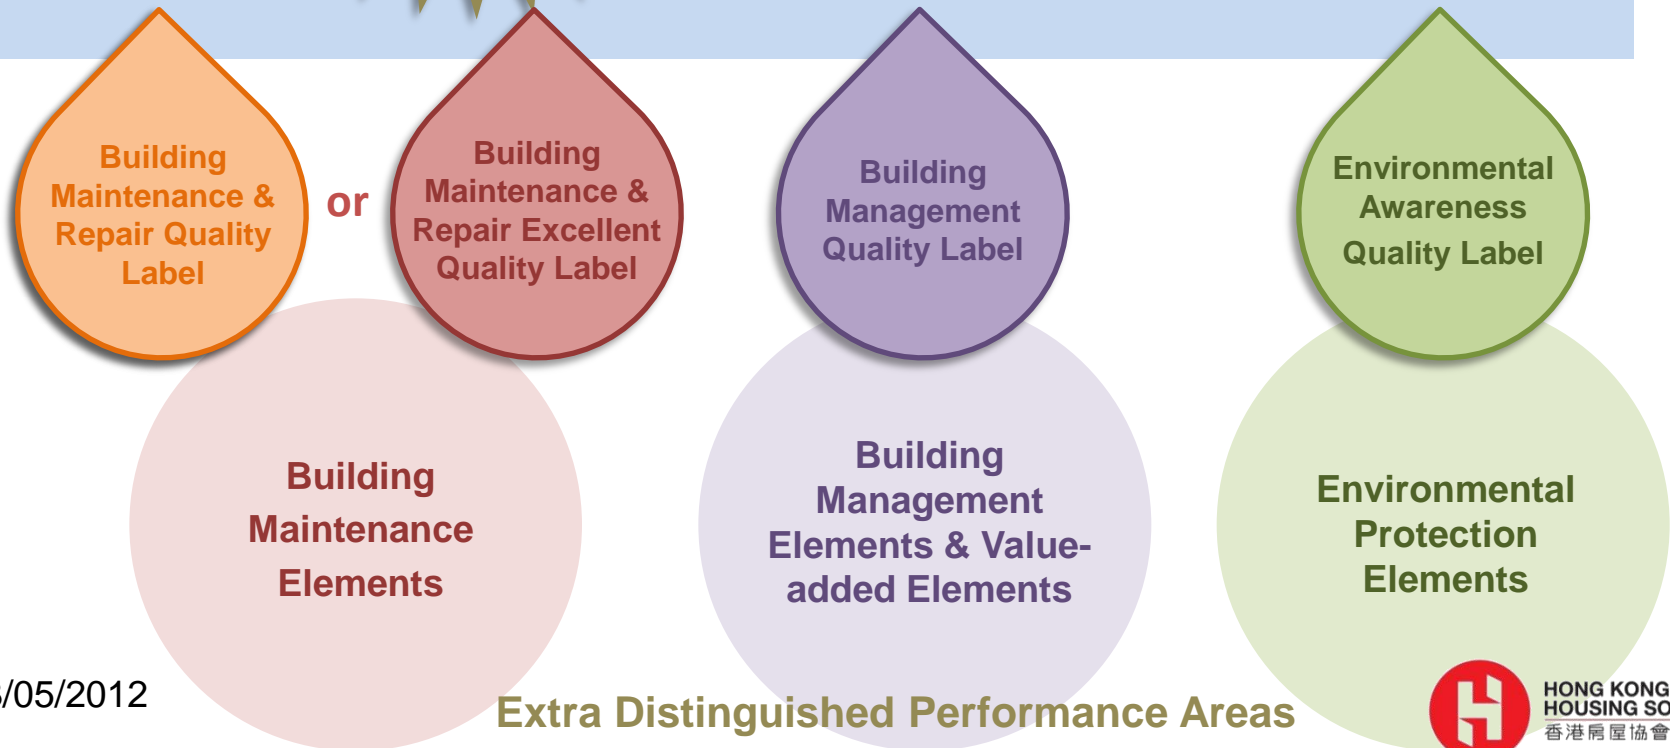 Building
Maintenance &
Repair Quality
Label
or
Building
Maintenance &
Repair Excellent
Quality Label
Building
Management
Quality Label
Environmental
Awareness
Quality Label
Building
Maintenance
Elements
Building
Management
Elements & Value-
added Elements
Environmental
Protection
Elements
/05/2012
Extra Distinguished Performance Areas
HONG KONG
HOUSING SO
香港房屋協會